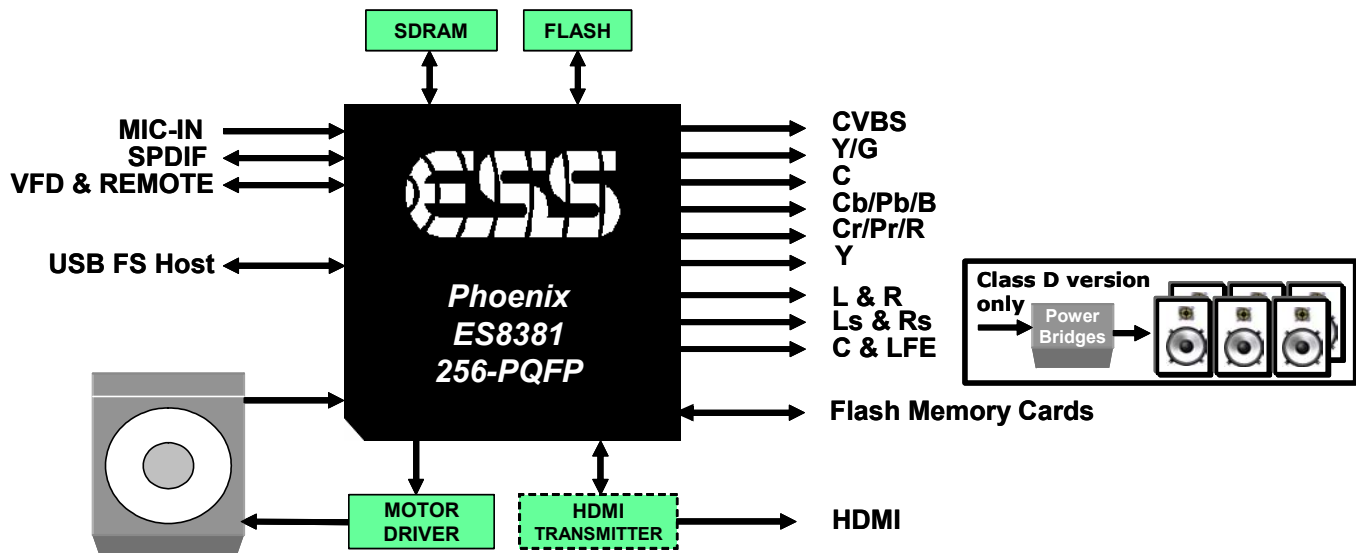 SDRAM
FLASH
MIC-IN
SPDIF
VFD & REMOTE
USB FS Host
ESS
Phoenix
ES8381
256-PQFP
CVBS
Y/G
C
Cb/Pb/B
Cr/Pr/R
Y
L & R
Ls & Rs
C & LFE
Class D version
only
Power
Bridges
Flash Memory Cards
MOTOR
DRIVER
HDMI
TRANSMITTER
HDMI